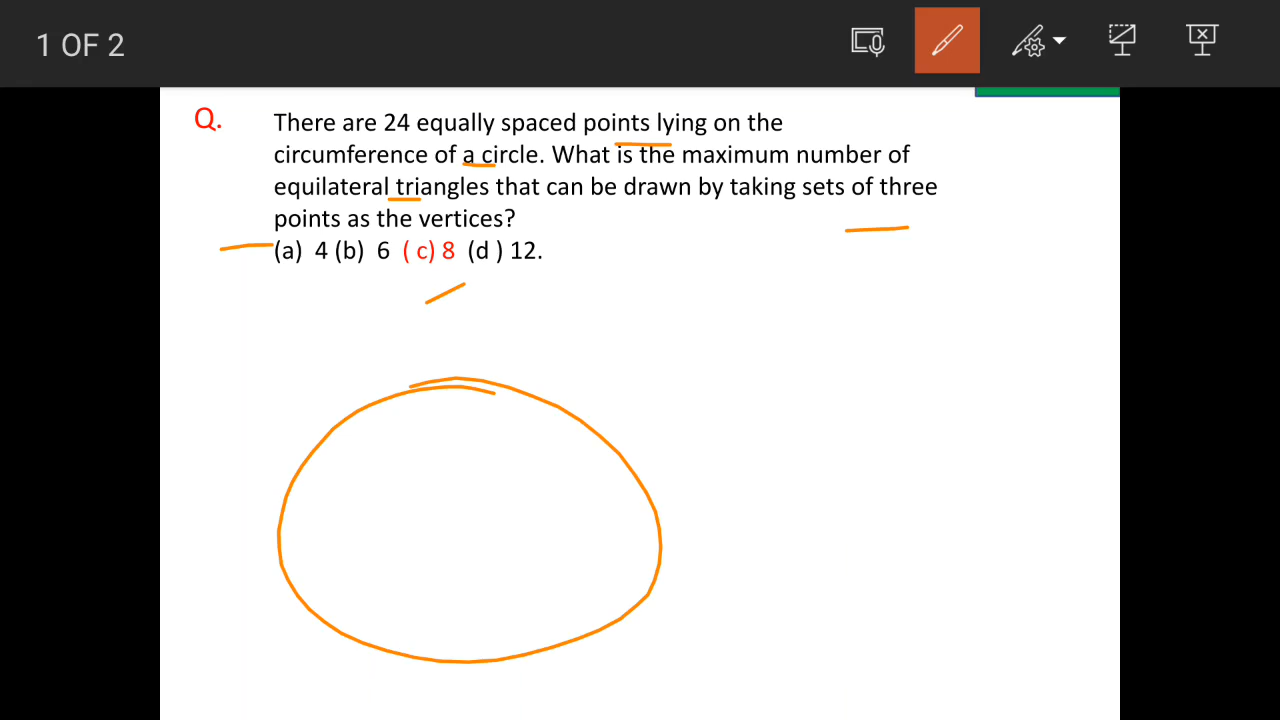 1 OF 2
Q. There are 24 equally spaced points lying on the
circumference of a circle. What is the maximum number of
equilateral triangles that can be drawn by taking sets of three
points as the vertices?
(a) 4 (b) 6 ( c) 8 (d ) 12.